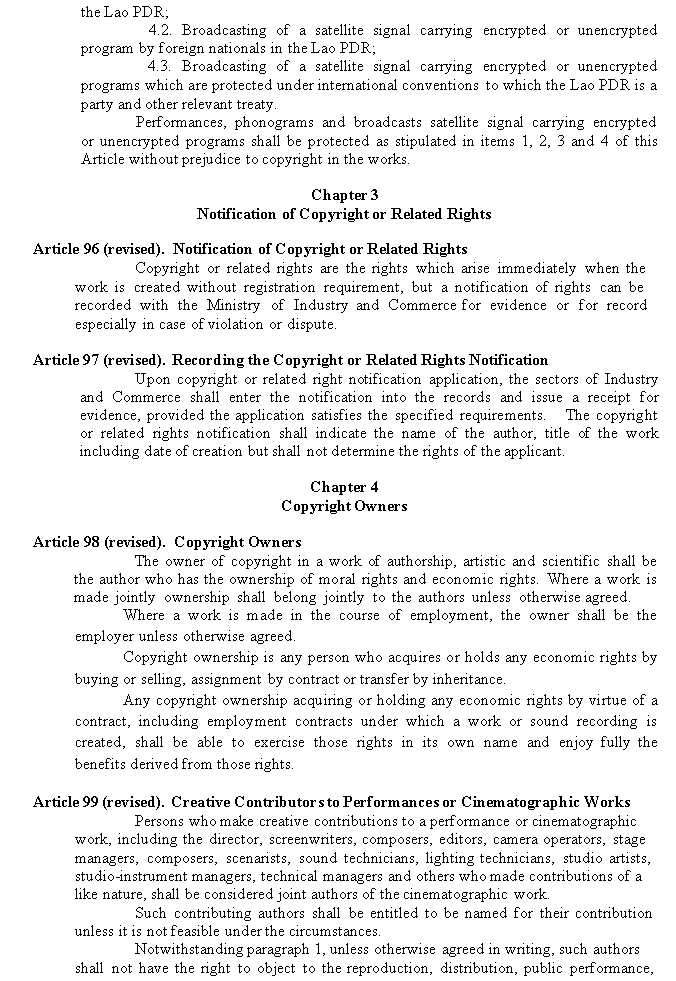 the Lao PDR;
4.2. Broadcasting of a satellite signal carrying encrypted or unencrypted
program by foreign nationals in the Lao PDR;
4.3. Broadcasting of a satellite signal carrying encrypted or unencrypted
programs which are protected under international conventions to which the Lao PDR is a
party and other relevant treaty.
Performances, phonograms and broadcasts satellite signal carrying encrypted
or unencrypted programs shall be protected as stipulated in items 1, 2, 3 and 4 of this
Article without prejudice to copyright in the works.
Chapter 3
Notification of Copyright or Related Rights
Article 96 (revised). Notification of Copyright or Related Rights
Copyright or related rights are the rights which arise immediately when the
work is created without registration requirement, but a notification of rights can be
recorded with the Ministry of Industry and Commerce for evidence or for record
especially in case of violation or dispute.
Article 97 (revised). Recording the Copyright or Related Rights Notification
Upon copyright or related right notification application, the sectors of Industry
and Commerce shall enter the notification into the records and issue a receipt for
evidence, provided the application satisfies the specified requirements. The copyright
or related rights notification shall indicate the name of the author, title of the work
including date of creation but shall not determine the rights of the applicant.
Chapter 4
Copyright Owners
Article 98 (revised). Copyright Owners
The owner of copyright in a work of authorship, artistic and scientific shall be
the author who has the ownership of moral rights and economic rights. Where a work is
made jointly ownership shall belong jointly to the authors unless otherwise agreed.
Where a work is made in the course of employment, the owner shall be the
employer unless otherwise agreed.
Copyright ownership is any person who acquires or holds any economic rights by
buying or selling, assignment by contract or transfer by inheritance.
Any copyright ownership acquiring or holding any economic rights by virtue of a
contract, including employment contracts under which a work or sound recording is
created, shall be able to exercise those rights in its own name and enjoy fully the
benefits derived from those rights.
Article 99 (revised). Creative Contributors to Performances or Cinematographic Works
Persons who make creative contributions to a performance or cinematographic
work, including the director, screenwriters, composers, editors, camera operators, stage
managers, composers, scenarists, sound technicians, lighting technicians, studio artists,
studio-instrument managers, technical managers and others who made contributions of a
like nature, shall be considered joint authors of the cinematographic work.
Such contributing authors shall be entitled to be named for their contribution
unless it is not feasible under the circumstances.
Notwithstanding paragraph 1, unless otherwise agreed in writing, such authors
shall not have the right to object to the reproduction, distribution, public performance,